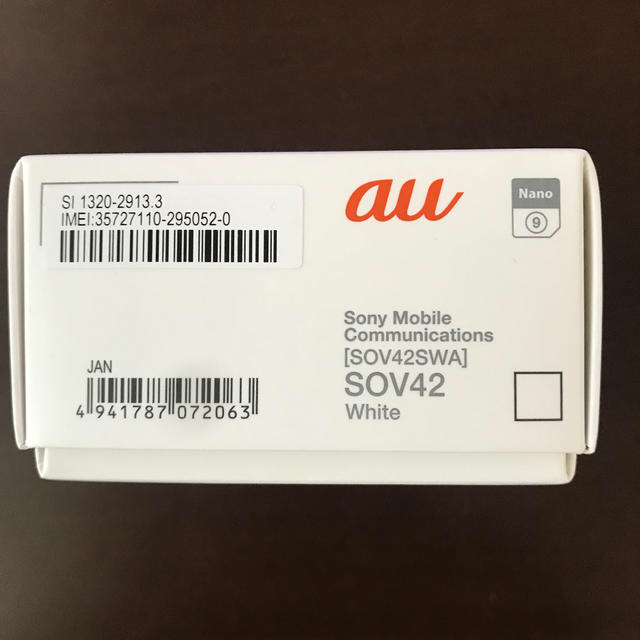 SI 1320-2913.3
IMEI:35727110-295052-0
au
Nano
9
Sony Mobile
Communications
[SOV42SWA]
SOV42
White
JAN
4 941787 072063